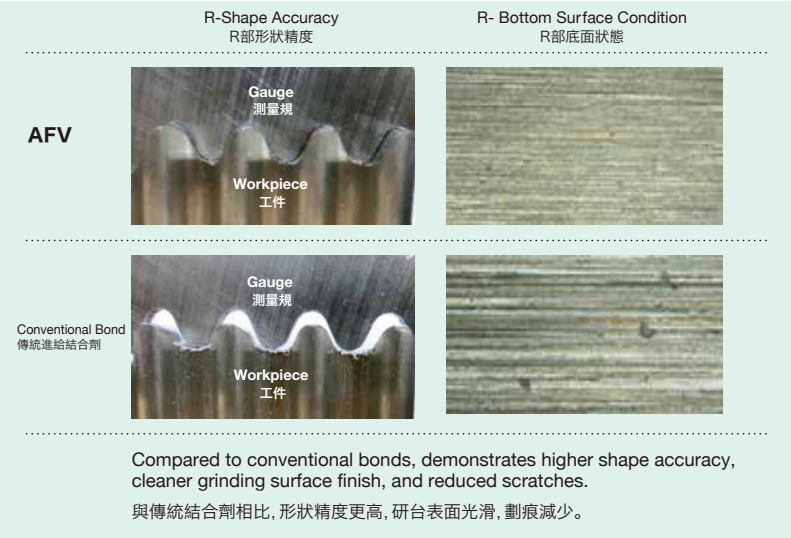 R-Shape Accuracy
R部形狀精度
R- Bottom Surface Condition
R部底面狀態
AFV
Gauge
測量規
Workpiece
工件
Conventional Bond
傳統進給結合劑
Gauge
測量規
Workpiece
工件
Compared to conventional bonds, demonstrates higher shape accuracy,
cleaner grinding surface finish, and reduced scratches.
與傳統結合劑相比, 形狀精度更高, 研台表面光滑, 劃痕減少。